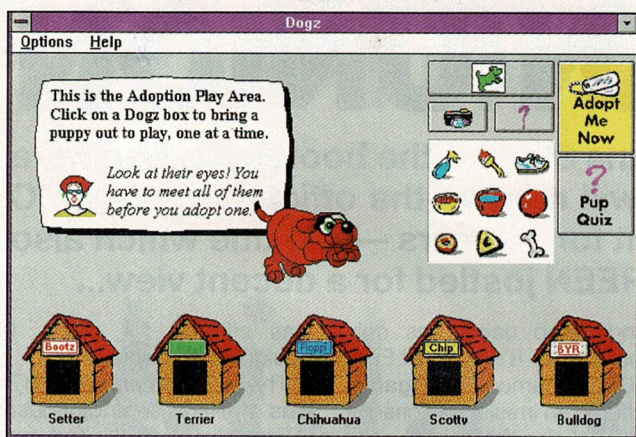 Dogz
Options Help
This is the Adoption Play Area.
Click on a Dogz box to bring a
puppy out to play, one at a time.
Look at their eyes! You
have to meet all of them
before you adopt one.
?
Adopt
Me
Now
?
Pup
Quiz
Bootz
Floppi
Chip
BYR
Setter
Terrier
Chihuahua
Scotty
Bulldog